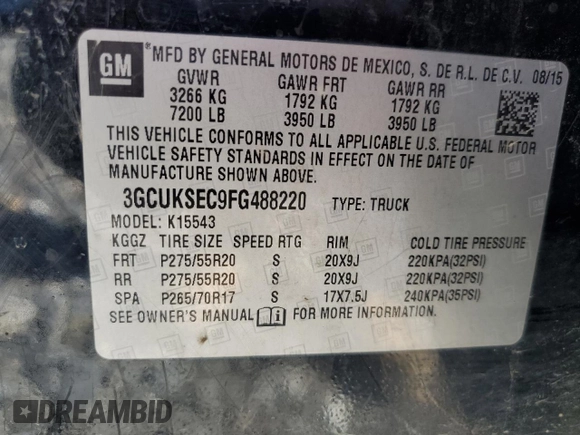 GM
® MFD BY GENERAL MOTORS DE MEXICO, S. DE R.L. DE C.V. 08/15
GVWR GAWR FRT GAWR RR
3266 KG 1792 KG 1792 KG
7200 LB 3950 LB 3950 LB
THIS VEHICLE CONFORMS TO ALL APPLICABLE U.S. FEDERAL MOTOR
VEHICLE SAFETY STANDARDS IN EFFECT ON THE DATE OF
MANUFACTURE SHOWN ABOVE.
3GCUKSEC9FG488220 TYPE: TRUCK
MODEL: K15543
KGGZ TIRE SIZE SPEED RTG RIM COLD TIRE PRESSURE
FRT P275/55R20 S 20X9J 220KPA(32PSI)
RR P275/55R20 S 20X9J 220KPA(32PSI)
SPA P265/70R17 S 17X7.5J 240KPA(35PSI)
SEE OWNER'S MANUAL FOR MORE INFORMATION.
DREAMBID